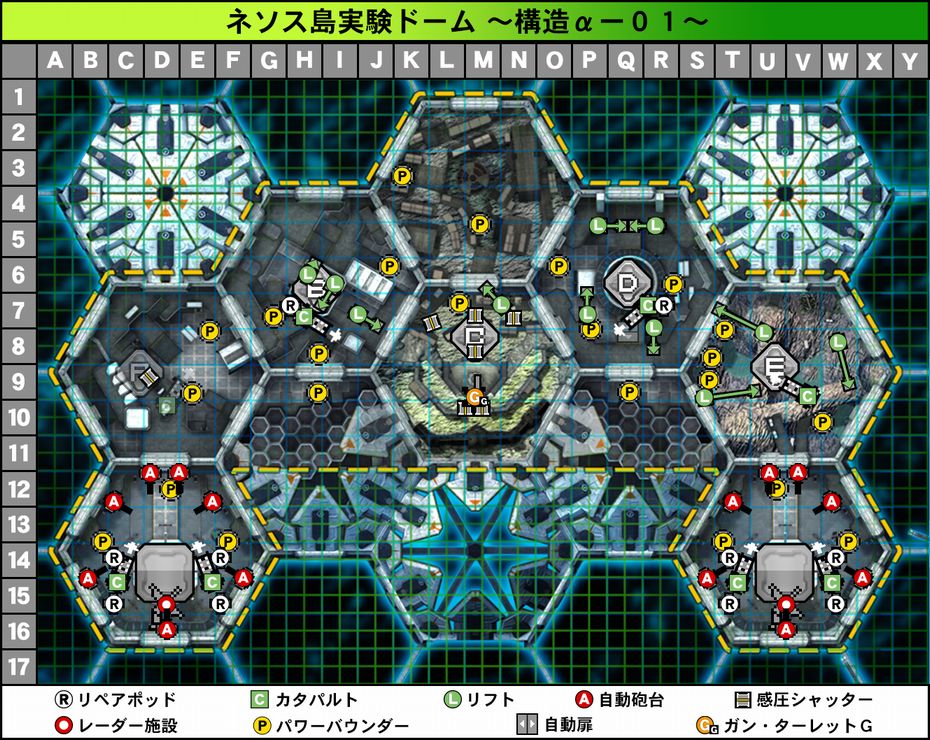 ネソス島実験ドーム ～構造α－０１～
A B C D E F G H I J K L M N O P Q R S T U V W X Y
1
2
P
3
P
4
P L L
5
P P D P
6
L L E
7
R C P L P L P C R L P L
8
P P C P L E L
9
P P G G P P L C
10
P
11
A A A A
12
A P A A P A
13
P P P P
14
R R R R
A C C A A C C A
15
R R R R
16
A A
17
R リペアポッド C カタパルト L リフト A 自動砲台 感圧シャッター
レーダー施設 P パワーバウンダー 自動扉 G G ガン・ターレットG